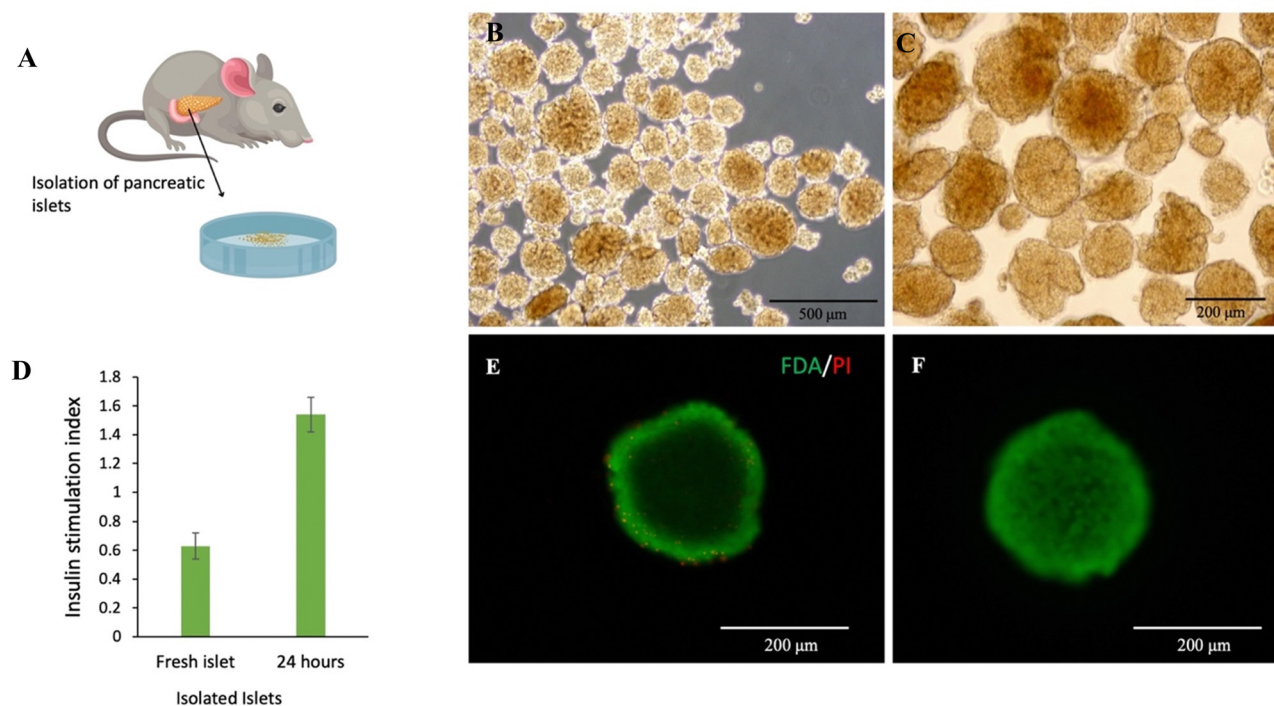 A
Isolation of pancreatic
islets
B
500 μm
C
200 μm
D
Insulin stimulation index
1.8
1.6
1.4
1.2
1
0.8
0.6
0.4
0.2
0
Fresh islet
24 hours
Isolated Islets
E
FDA/PI
200 μm
F
200 μm